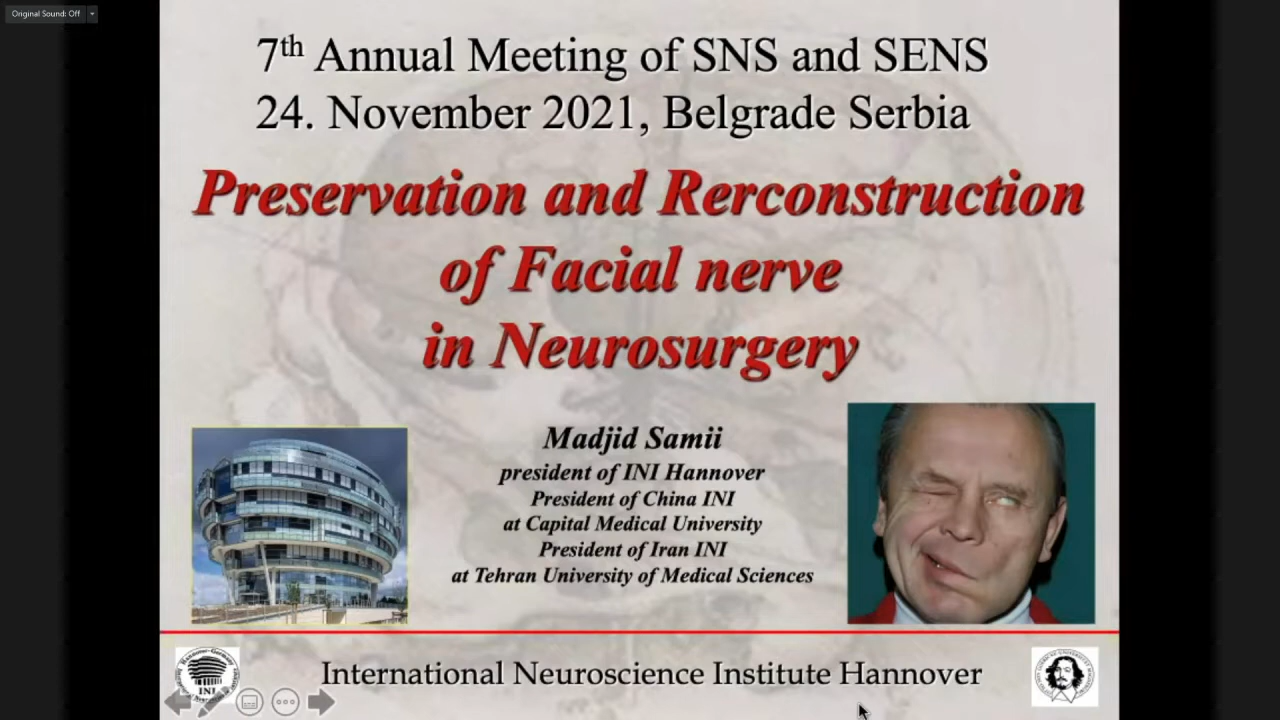 Original Sound: Off
7th Annual Meeting of SNS and SENS
24. November 2021, Belgrade Serbia
Preservation and Rerconstruction
of Facial nerve
in Neurosurgery
Madjid Samii
president of INI Hannover
President of China INI
at Capital Medical University
President of Iran INI
at Tehran University of Medical Sciences
International Neuroscience Institute Hannover
INI